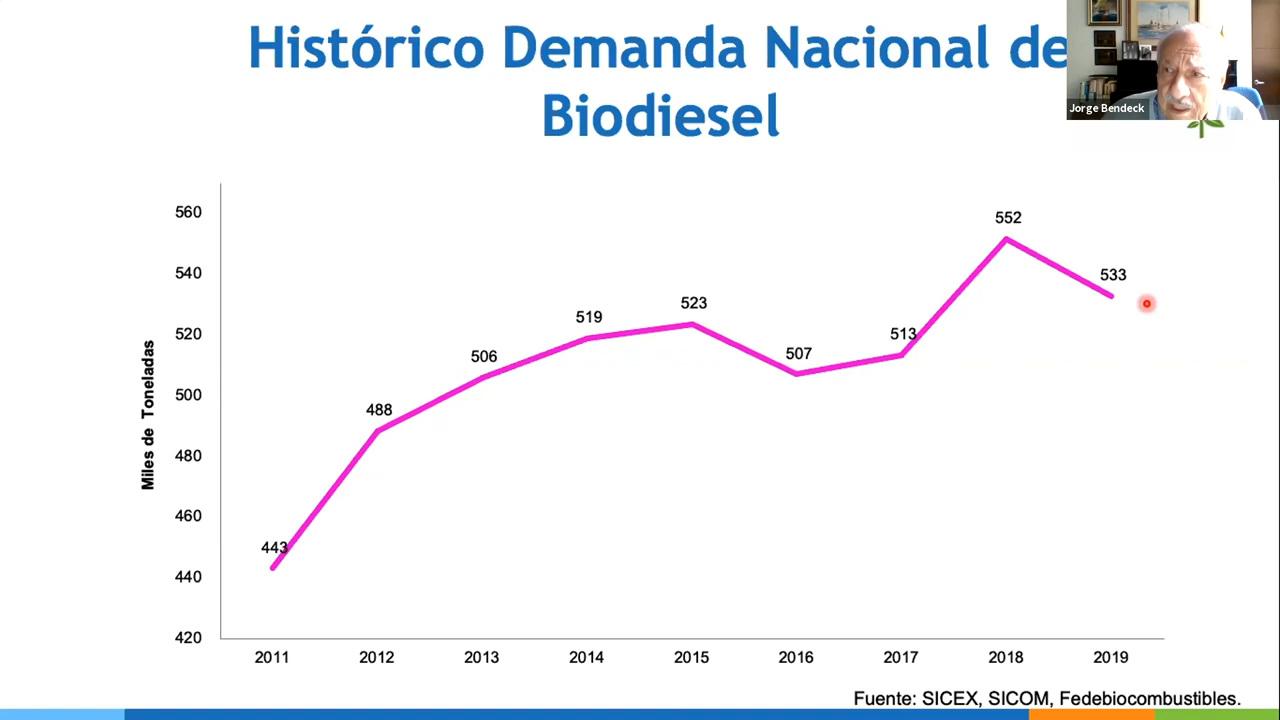 Histórico Demanda Nacional de
Biodiesel
Jorge Bendeck
Miles de Toneladas
560
540
520
500
480
460
440
420
443
488
506
519
523
507
513
552
533
2011 2012 2013 2014 2015 2016 2017 2018 2019
Fuente: SICEX, SICOM, Fedebiocombustibles.